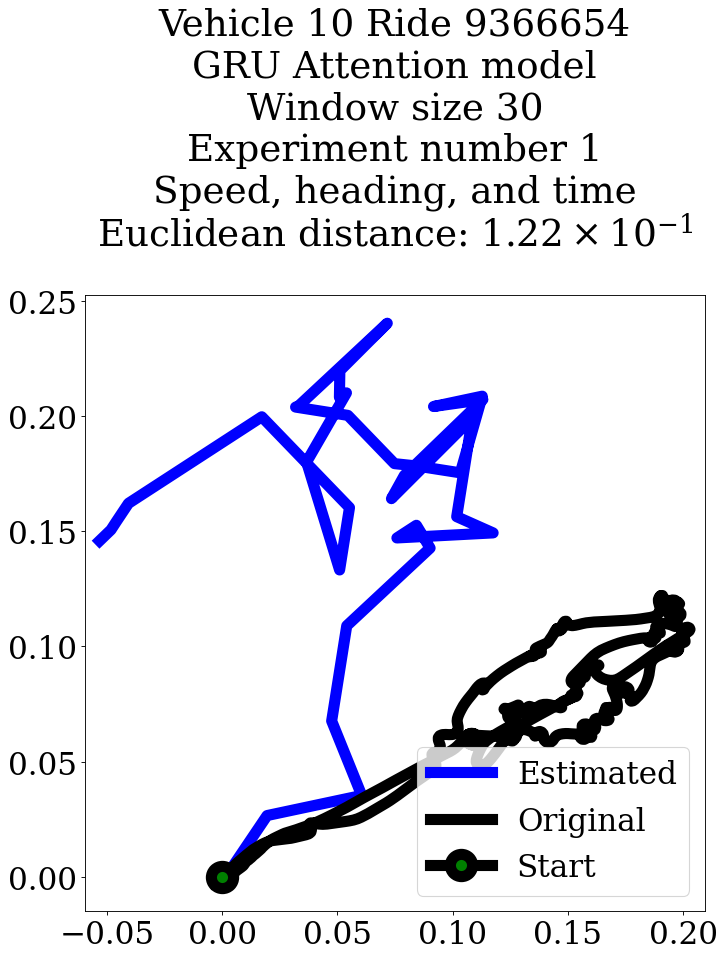 Vehicle 10 Ride 9366654
GRU Attention model
Window size 30
Experiment number 1
Speed, heading, and time
Euclidean distance: 1.22 × 10⁻¹
0.25
0.20
0.15
0.10
0.05
0.00
−0.05 0.00 0.05 0.10 0.15 0.20
Estimated
Original
Start